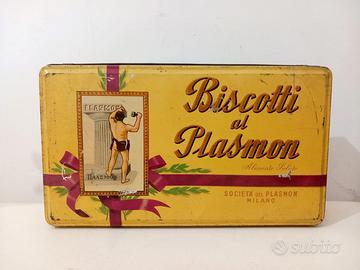 PLASMON
PLASMON
Biscotti
al
Plasmon
SOCIETÀ DEL PLASMON
MILANO
subito